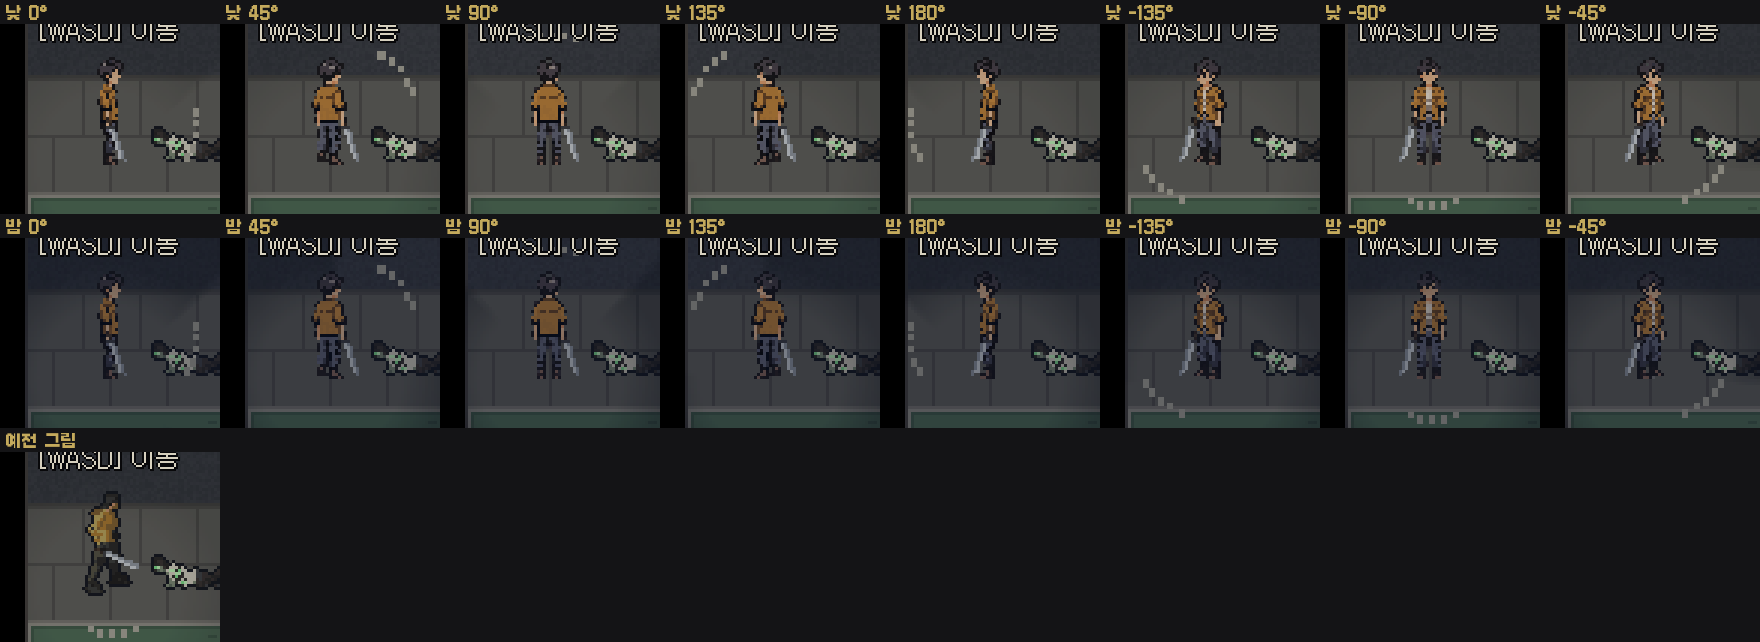 낮 0° 낮 45° 낮 90° 낮 135° 낮 180° 낮 -135° 낮 -90° 낮 -45°
[WASD] 이동 [WASD] 이동 [WASD] 이동 [WASD] 이동 [WASD] 이동 [WASD] 이동 [WASD] 이동 [WASD] 이동
밤 0° 밤 45° 밤 90° 밤 135° 밤 180° 밤 -135° 밤 -90° 밤 -45°
[WASD] 이동 [WASD] 이동 [WASD] 이동 [WASD] 이동 [WASD] 이동 [WASD] 이동 [WASD] 이동 [WASD] 이동
예전 그림
[WASD] 이동